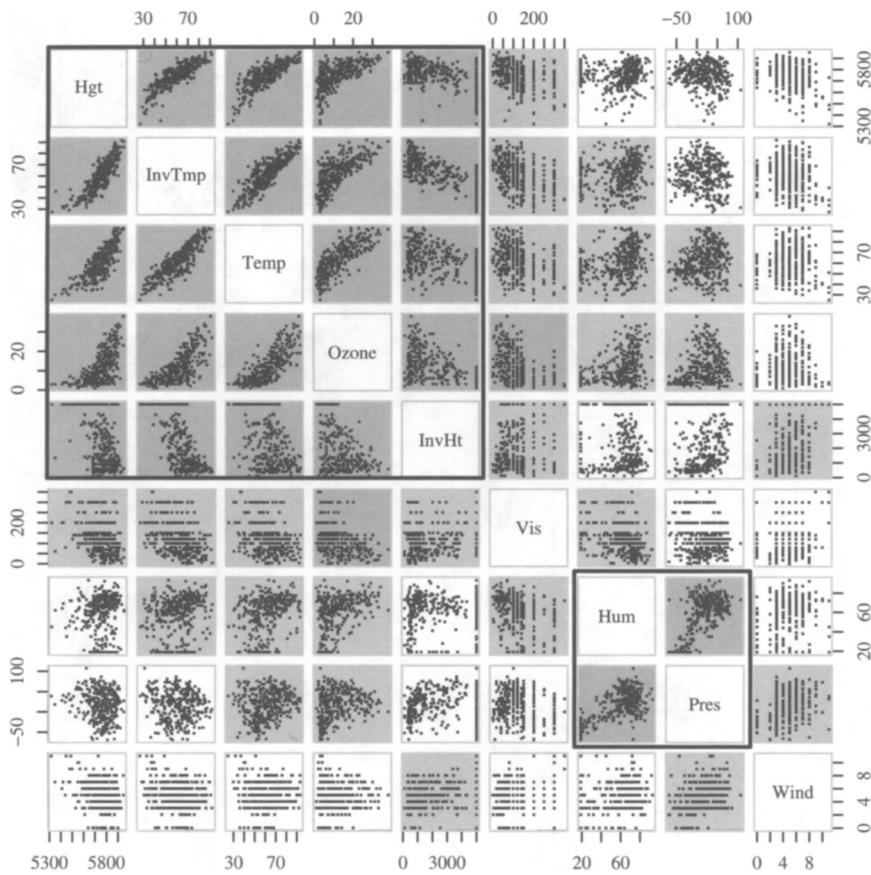 30 70 0 20 0 200 −50 100
Hgt 5300 5800
30 70 InvTmp
Temp 30 70
0 20 Ozone
InvHt 0 3000
0 200 Vis
Hum 20 60
−50 100 Pres
Wind 0 4 8
5300 5800 30 70 0 3000 20 60 0 4 8